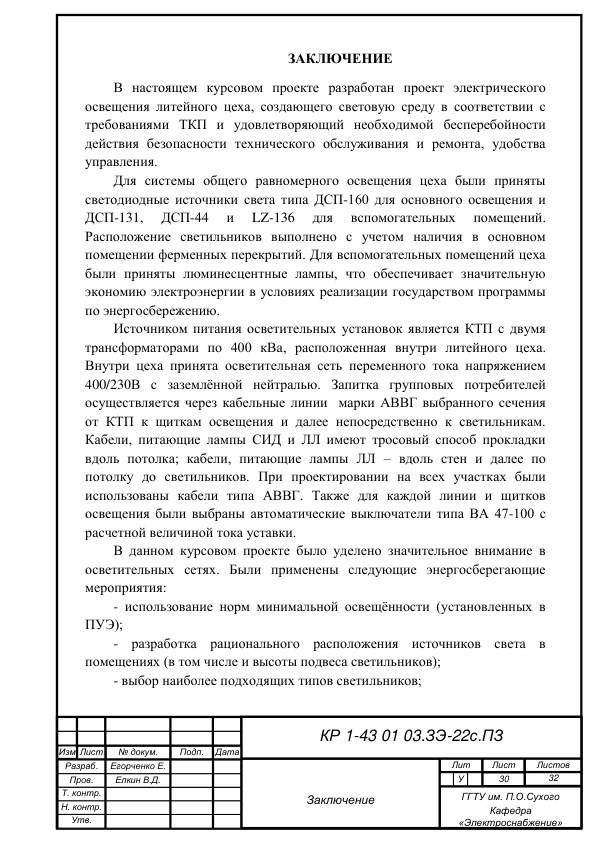 ЗАКЛЮЧЕНИЕ
В настоящем курсовом проекте разработан проект электрического
освещения литейного цеха, создающего световую среду в соответствии с
требованиями ТКП и удовлетворяющий необходимой бесперебойности
действия безопасности технического обслуживания и ремонта, удобства
управления.
Для системы общего равномерного освещения цеха были приняты
светодиодные источники света типа ДСП-160 для основного освещения и
ДСП-131, ДСП-44 и LZ-136 для вспомогательных помещений.
Расположение светильников выполнено с учетом наличия в основном
помещении ферменных перекрытий. Для вспомогательных помещений цеха
были приняты люминесцентные лампы, что обеспечивает значительную
экономию электроэнергии в условиях реализации государством программы
по энергосбережению.
Источником питания осветительных установок является КТП с двумя
трансформаторами по 400 кВа, расположенная внутри литейного цеха.
Внутри цеха принята осветительная сеть переменного тока напряжением
400/230В с заземлённой нейтралью. Запитка групповых потребителей
осуществляется через кабельные линии марки АВВГ выбранного сечения
от КТП к щиткам освещения и далее непосредственно к светильникам.
Кабели, питающие лампы СИД и ЛЛ имеют тросовый способ прокладки
вдоль потолка; кабели, питающие лампы ЛЛ – вдоль стен и далее по
потолку до светильников. При проектировании на всех участках были
использованы кабели типа АВВГ. Также для каждой линии и щитков
освещения были выбраны автоматические выключатели типа ВА 47-100 с
расчетной величиной тока уставки.
В данном курсовом проекте было уделено значительное внимание в
осветительных сетях. Были применены следующие энергосберегающие
мероприятия:
- использование норм минимальной освещённости (установленных в
ПУЭ);
- разработка рационального расположения источников света в
помещениях (в том числе и высоты подвеса светильников);
- выбор наиболее подходящих типов светильников;
КР 1-43 01 03.3Э-22с.ПЗ
Изм Лист № докум. Подп. Дата
Разраб. Егорченко Е.
Пров. Елкин В.Д.
Т. контр.
Н. контр.
Утв.
Заключение
Лит Лист Листов
У 30 32
ГГТУ им. П.О.Сухого
Кафедра
«Электроснабжение»